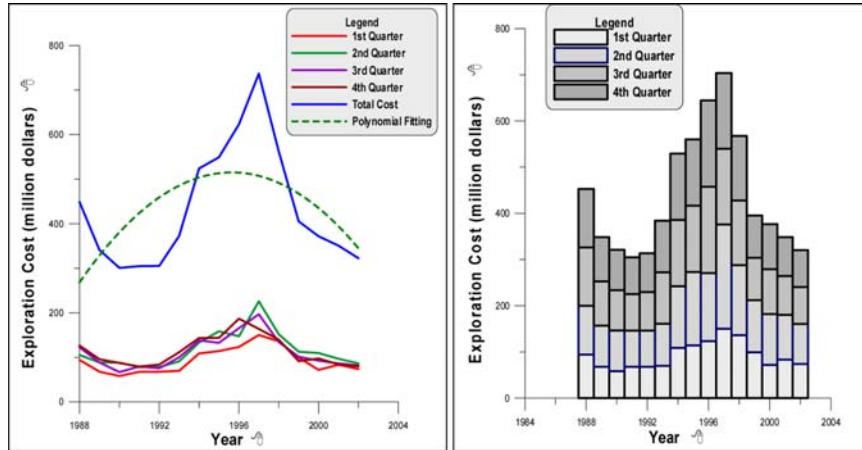 Legend
1st Quarter
2nd Quarter
3rd Quarter
4th Quarter
Total Cost
Polynomial Fitting
Exploration Cost (million dollars)
800
600
400
200
0
1988
1992
1996
2000
2004
Year
Legend
1st Quarter
2nd Quarter
3rd Quarter
4th Quarter
Exploration Cost (million dollars)
800
600
400
200
0
1984
1988
1992
1996
2000
2004
Year